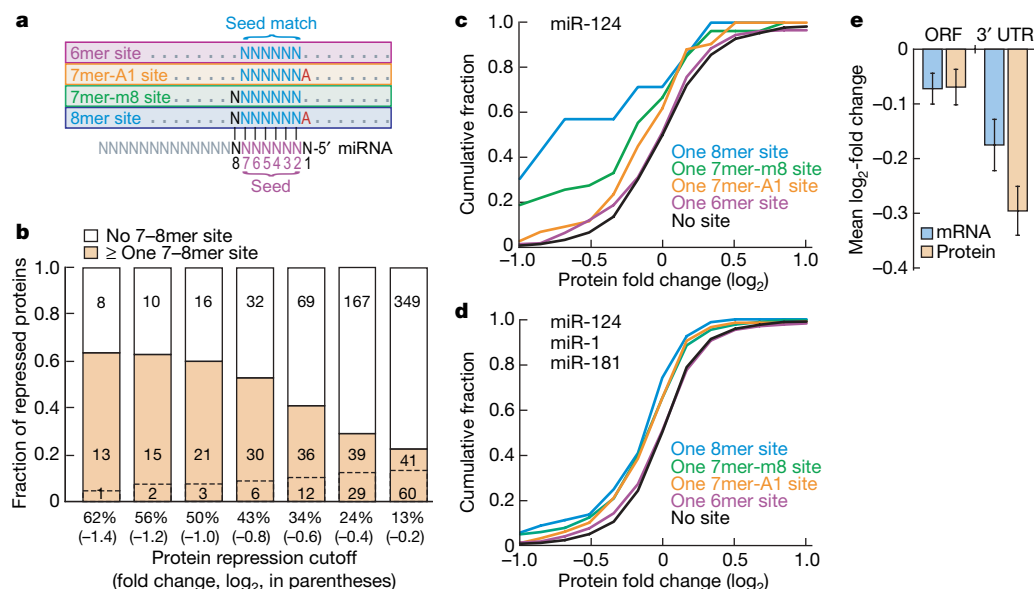 a
Seed match
6mer site . . . . . . . . NNNNNN. . . . . . . . .
7mer-A1 site . . . . . . NNNNNNA. . . . . . . .
7mer-m8 site . . . . . . NNNNNNN. . . . . . . . .
8mer site . . . . . . . . NNNNNNNA. . . . . . . .
NNNNNNNNNNNNNNNNNNNNN-5′ miRNA
8 7 6 5 4 3 2 1
Seed
b
No 7–8mer site
≥ One 7–8mer site
Fraction of repressed proteins
1.0
0.8
0.6
0.4
0.2
0
8 10 16 32 69 167 349
13 15 21 30 36 39 41
1 2 3 6 12 29 60
62% 56% 50% 43% 34% 24% 13%
(–1.4) (–1.2) (–1.0) (–0.8) (–0.6) (–0.4) (–0.2)
Protein repression cutoff
(fold change, log2, in parentheses)
c
miR-124
Cumulative fraction
1.0
0.8
0.6
0.4
0.2
0
One 8mer site
One 7mer-m8 site
One 7mer-A1 site
One 6mer site
No site
–1.0 –0.5 0 0.5 1.0
Protein fold change (log2)
d
miR-124
miR-1
miR-181
Cumulative fraction
1.0
0.8
0.6
0.4
0.2
0
One 8mer site
One 7mer-m8 site
One 7mer-A1 site
One 6mer site
No site
–1.0 –0.5 0 0.5 1.0
Protein fold change (log2)
e
ORF 3′ UTR
Mean log2-fold change
0
–0.1
–0.2
–0.3
–0.4
mRNA
Protein